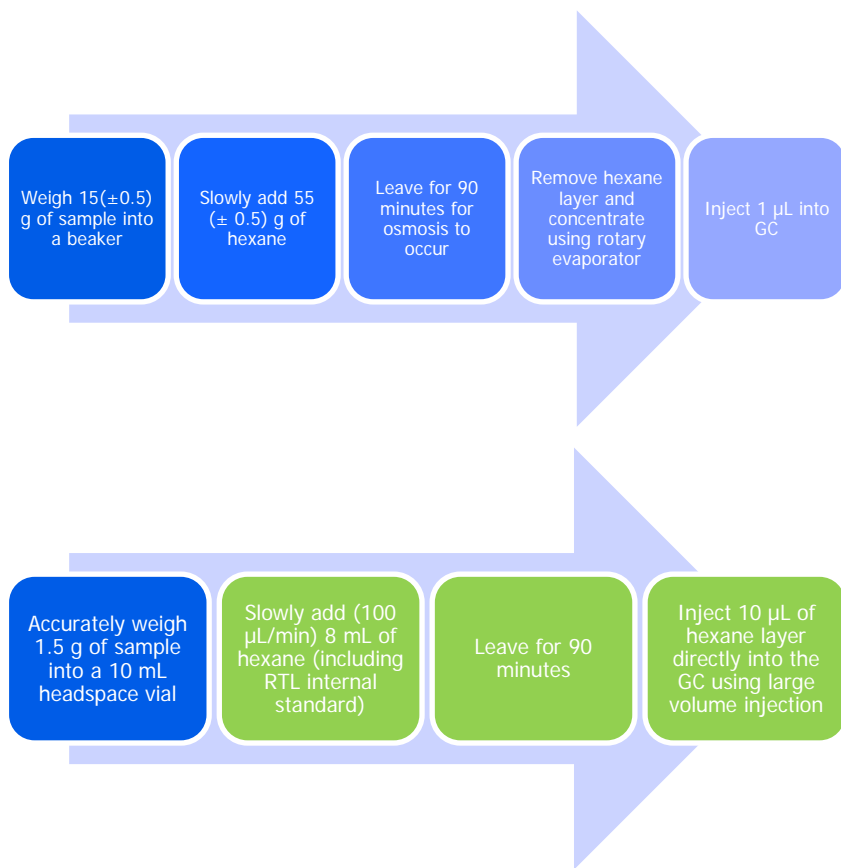 Weigh 15(±0.5)
g of sample into
a beaker
Slowly add 55
(± 0.5) g of
hexane
Leave for 90
minutes for
osmosis to
occur
Remove hexane
layer and
concentrate
using rotary
evaporator
Inject 1 µL into
GC
Accurately weigh
1.5 g of sample
into a 10 mL
headspace vial
Slowly add (100
µL/min) 8 mL of
hexane (including
RTL internal
standard)
Leave for 90
minutes
Inject 10 µL of
hexane layer
directly into the
GC using large
volume injection